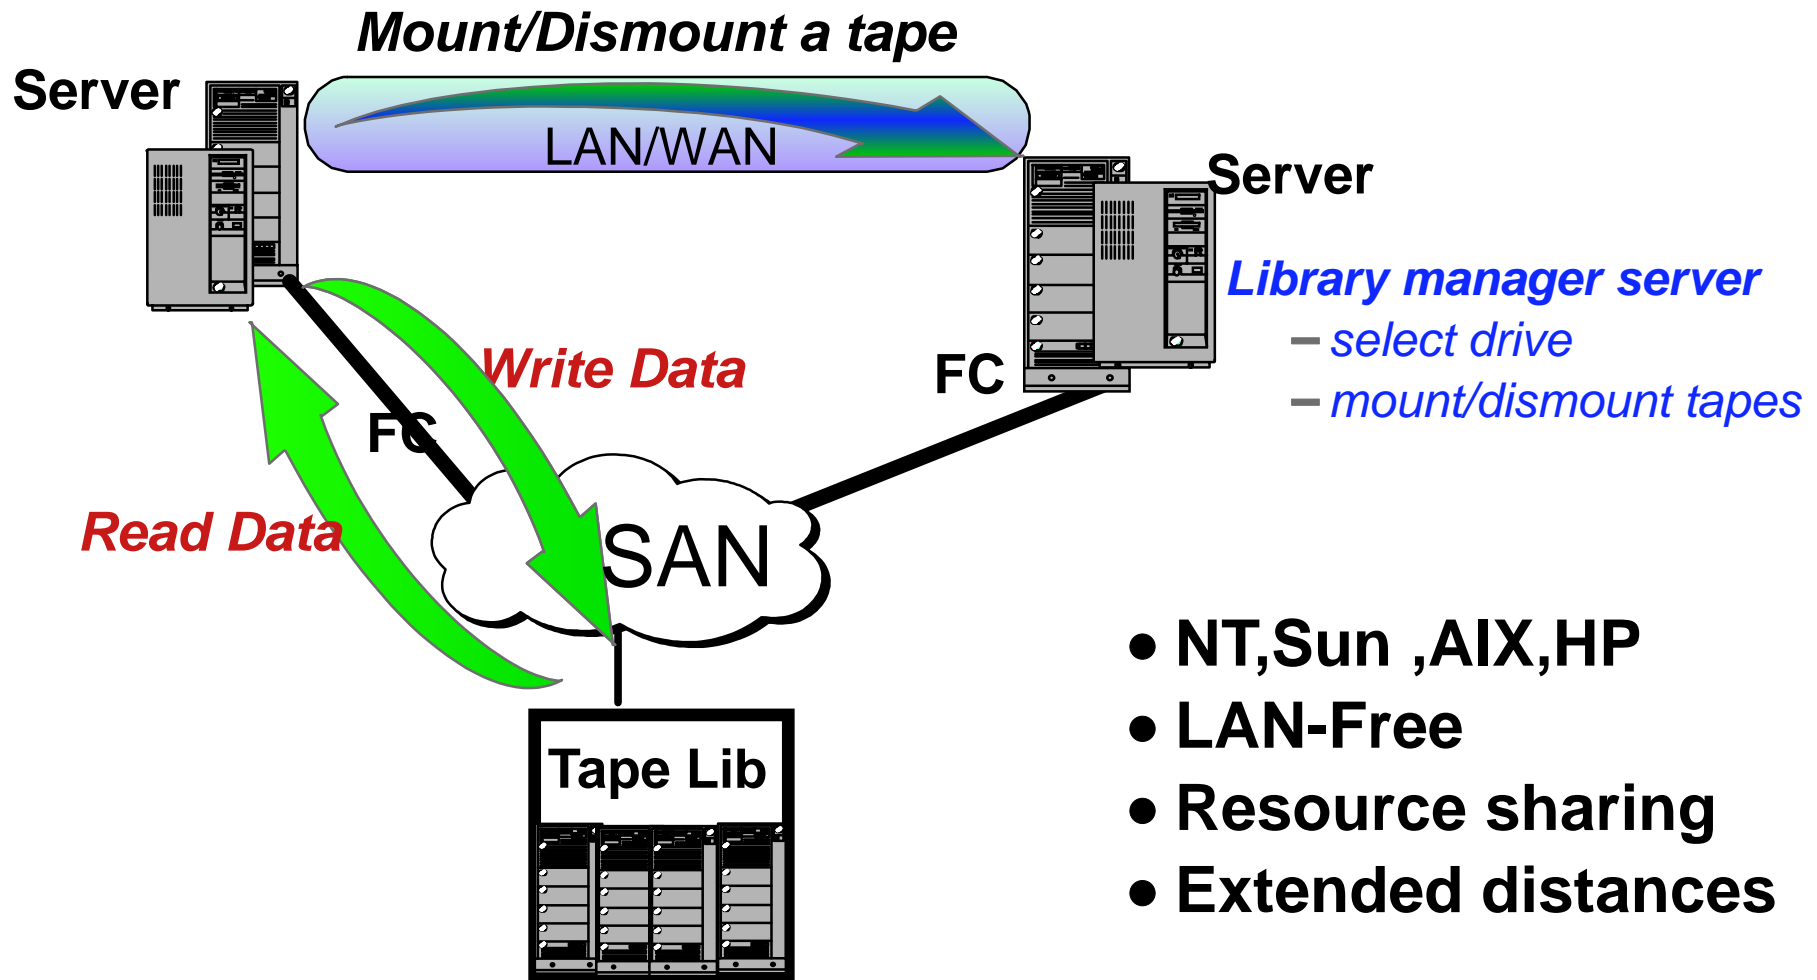 Mount/Dismount a tape
Server
LAN/WAN
Server
Library manager server
– select drive
– mount/dismount tapes
Write Data
FC
FC
Read Data
SAN
Tape Lib
● NT,Sun ,AIX,HP
● LAN-Free
● Resource sharing
● Extended distances